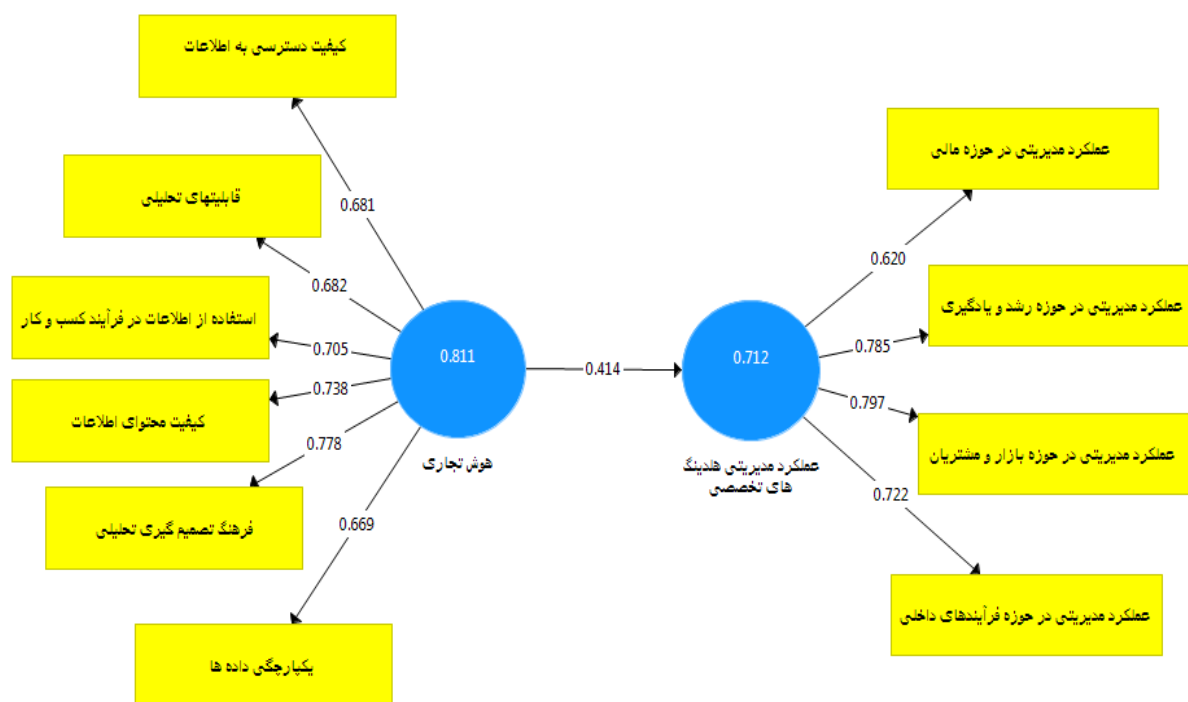 کیفیت دسترسی به اطلاعات
قابلیتهای تحلیلی
استفاده از اطلاعات در فرآیند کسب و کار
کیفیت محتوای اطلاعات
فرهنگ تصمیم گیری تحلیلی
یکپارچگی داده ها
0.681
0.682
0.705
0.738
0.778
0.669
0.811
هوش تجاری
0.414
0.712
عملکرد مدیریتی هلدینگ
های تخصصی
0.620
0.785
0.797
0.722
عملکرد مدیریتی در حوزه مالی
عملکرد مدیریتی در حوزه رشد و یادگیری
عملکرد مدیریتی در حوزه بازار و مشتریان
عملکرد مدیریتی در حوزه فرآیندهای داخلی